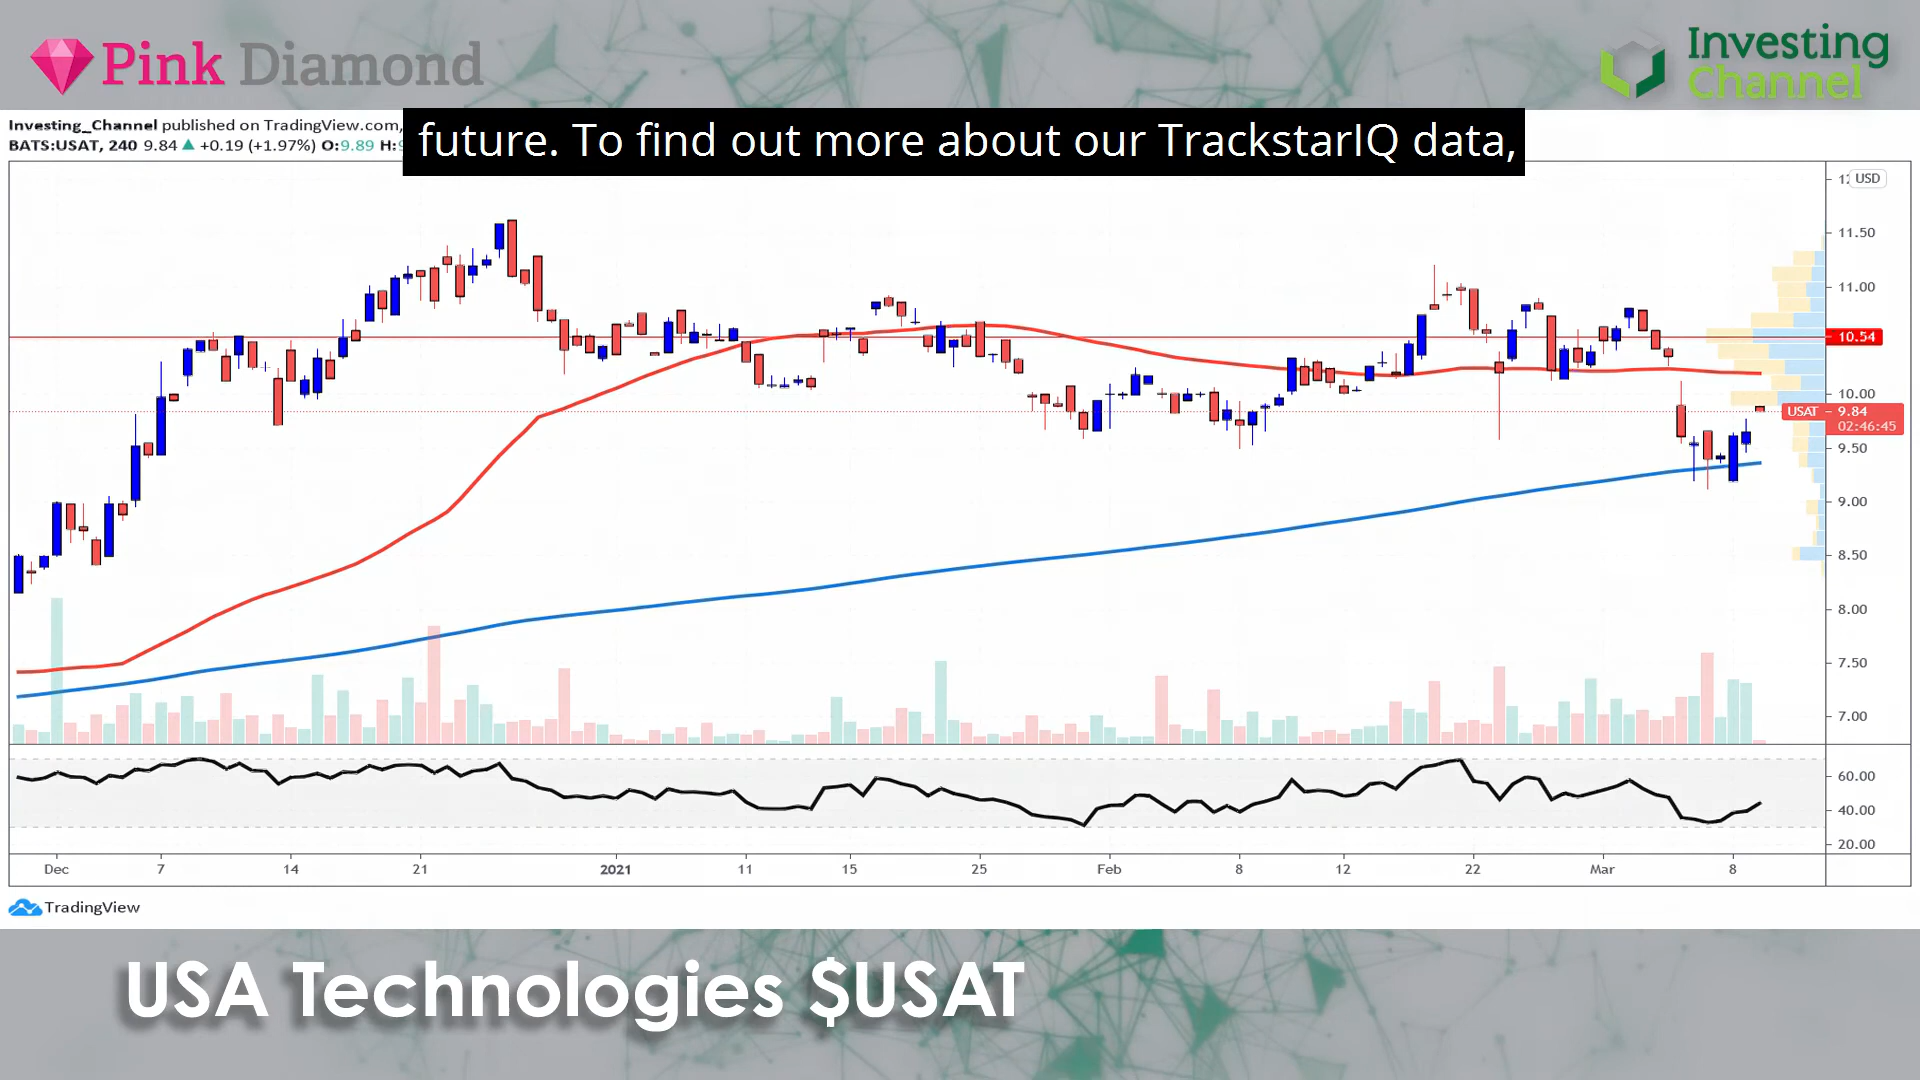 Pink Diamond
Investing
Channel
Investing_Channel published on TradingView.com,
BATS:USAT, 240 9.84 ▲ +0.19 (+1.97%) O:9.89 H:
future. To find out more about our TrackstarIQ data,
USD
11.50
11.00
10.54
10.00
USAT 9.84
02:46:45
9.50
9.00
8.50
8.00
7.50
7.00
60.00
40.00
20.00
Dec 7 14 21 2021 11 15 25 Feb 8 12 22 Mar 8
TradingView
USA Technologies $USAT